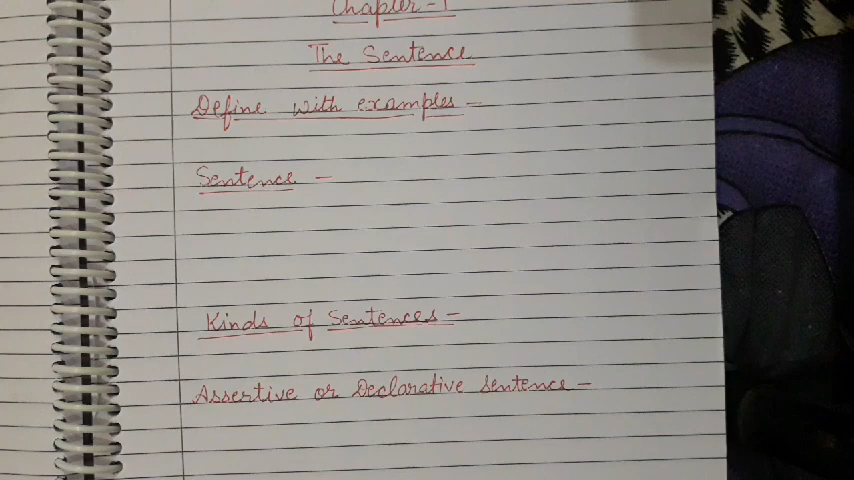 Chapter - 1
The Sentence
Define with examples -
Sentence -
Kinds of Sentences -
Assertive or Declarative sentence -